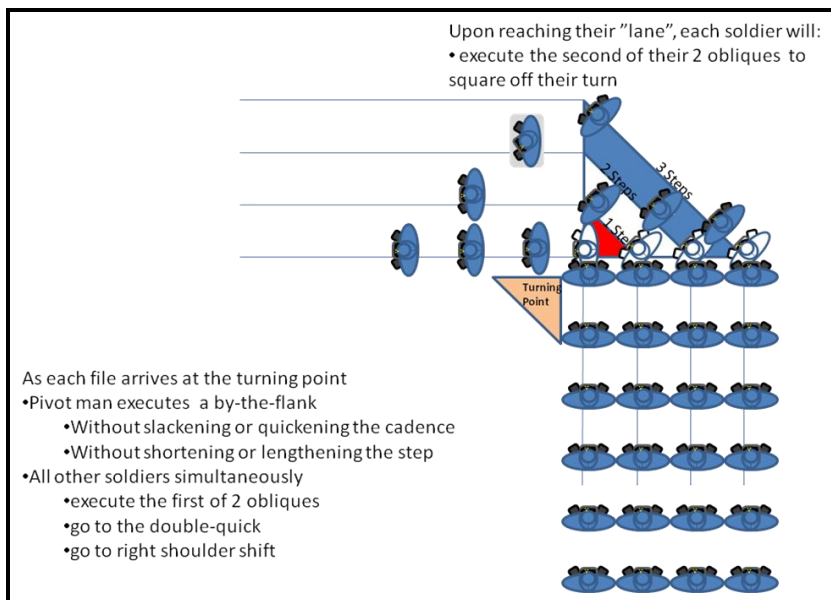 Upon reaching their ”lane”, each soldier will:
•execute the second of their 2 obliques to
square off their turn
3 Steps
2 Steps
1 Step
Turning
Point
As each file arrives at the turning point
•Pivot man executes a by-the-flank
•Without slackening or quickening the cadence
•Without shortening or lengthening the step
•All other soldiers simultaneously
•execute the first of 2 obliques
•go to the double-quick
•go to right shoulder shift